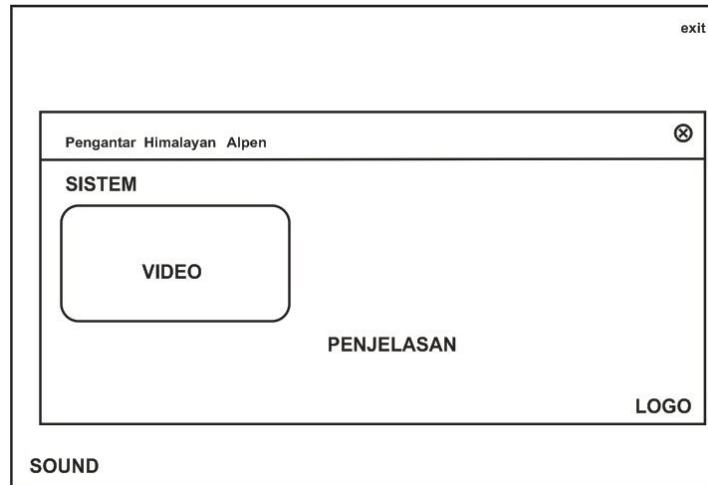 exit
Pengantar Himalayan Alpen
SISTEM
VIDEO
PENJELASAN
LOGO
SOUND